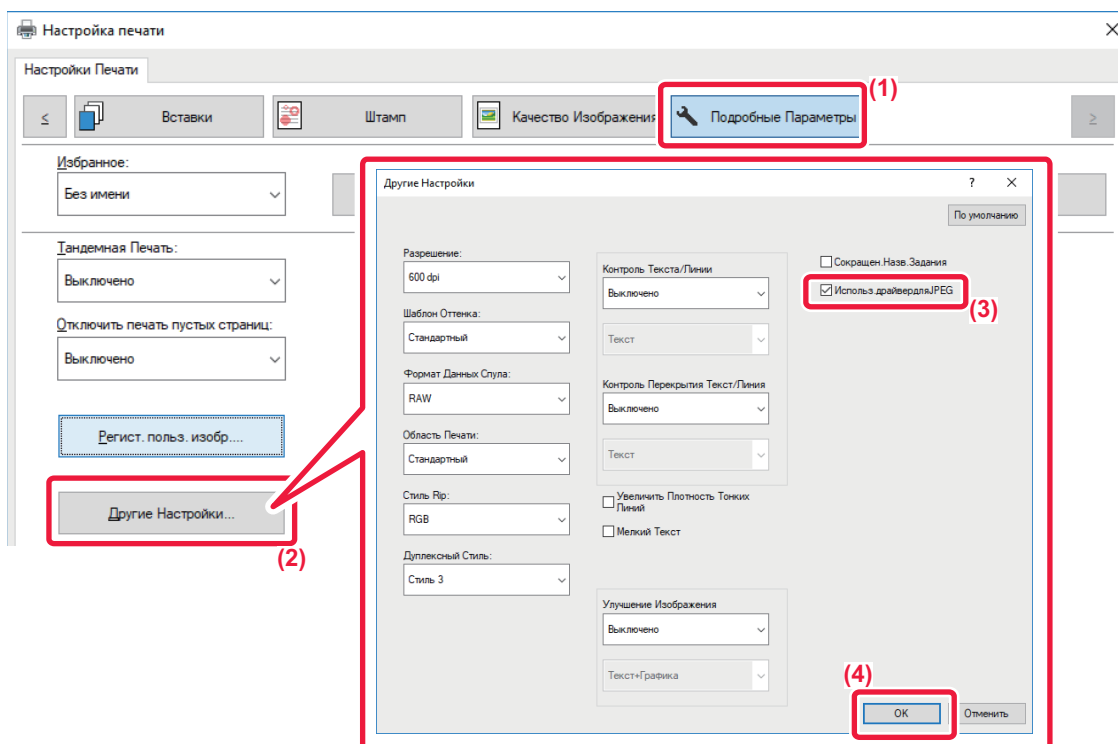 Настройка печати
Настройки Печати
(1)
<
Вставки
Штамп
Качество Изображения
Подробные Параметры
>
Избранное:
Без имени
Тандемная Печать:
Выключено
Отключить печать пустых страниц:
Выключено
Регист. польз. изобр....
Другие Настройки...
(2)
Другие Настройки
?
По умолчанию
Разрешение:
600 dpi
Шаблон Оттенка:
Стандартный
Формат Данных Спула:
RAW
Область Печати:
Стандартный
Стиль Rip:
RGB
Дуплексный Стиль:
Стиль 3
Контроль Текста/Линии
Выключено
Текст
Контроль Перекрытия Текст/Линия
Выключено
Текст
Увеличить Плотность Тонких
Линий
Мелкий Текст
Улучшение Изображения
Выключено
Текст+Графика
Сокращен.Назв.Задания
Использ.драйвердляJPEG
(3)
(4)
OK
Отменить